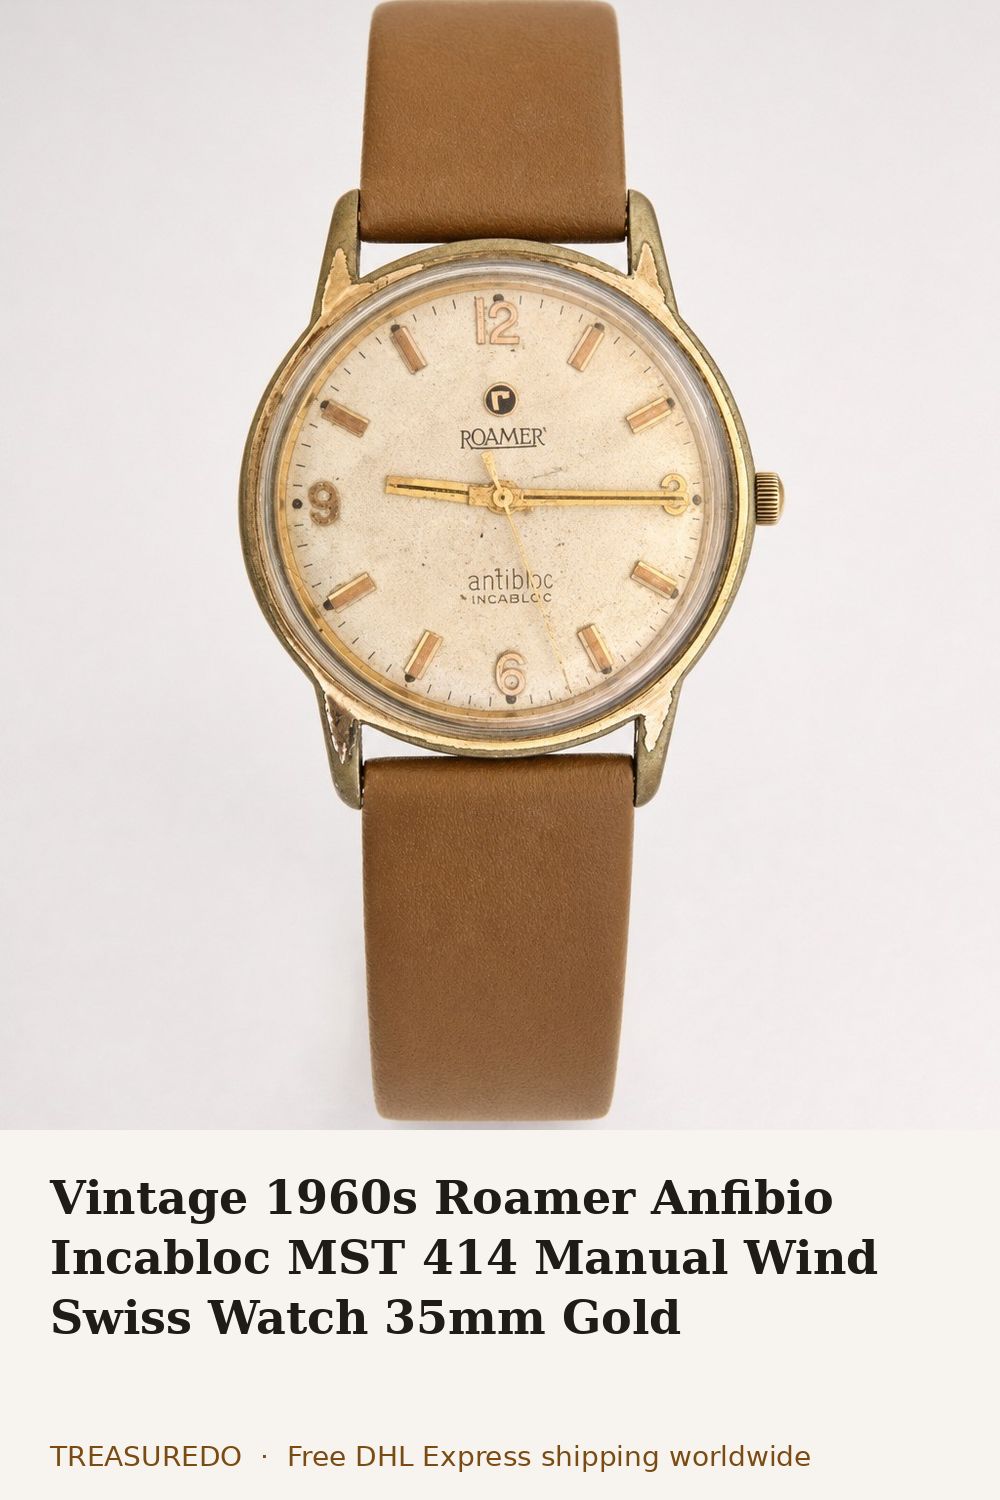 12
r
ROAMER
9
3
antibloc
INCABLOC
6
Vintage 1960s Roamer Anfibio
Incabloc MST 414 Manual Wind
Swiss Watch 35mm Gold
TREASUREDO · Free DHL Express shipping worldwide